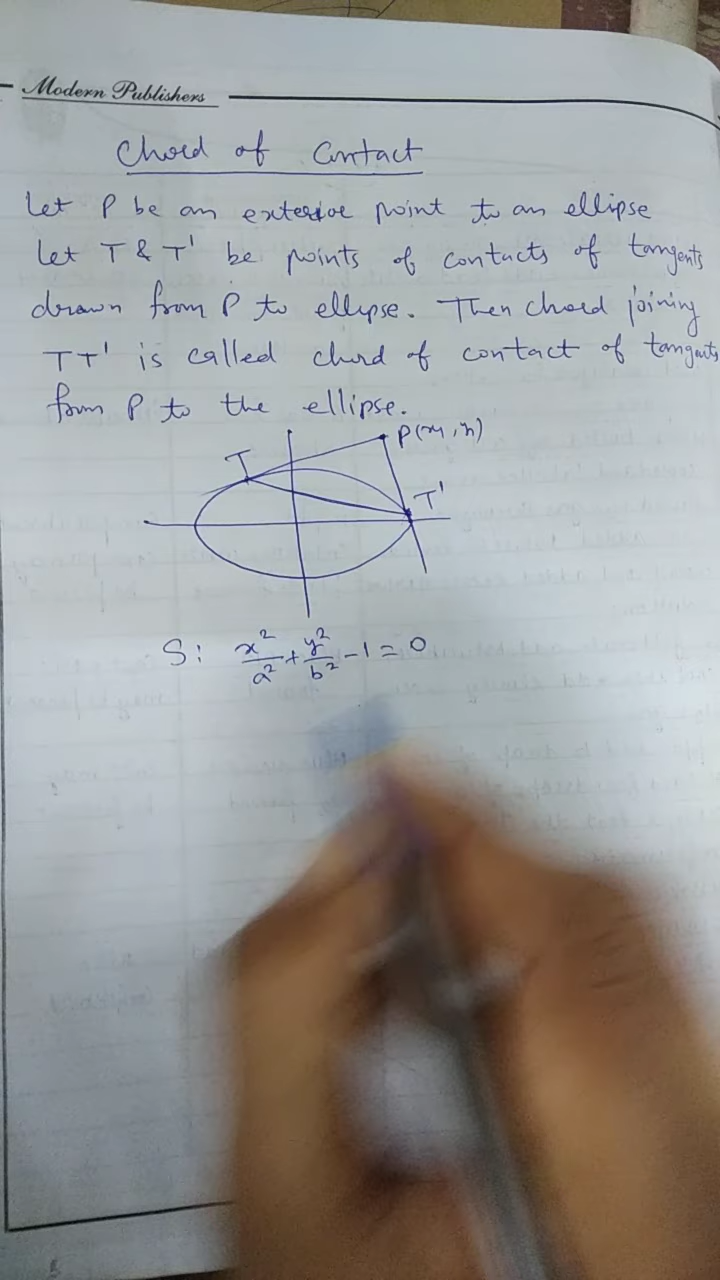 Modern Publishers
Chord of Contact
Let P be an exterior point to an ellipse
Let T & T' be points of contacts of tangents
drawn from P to ellipse. Then chord joining
TT' is called chord of contact of tangents
from P to the ellipse.
P(x₁, y₁)
T
T'
S: x²/a² + y²/b² - 1 = 0